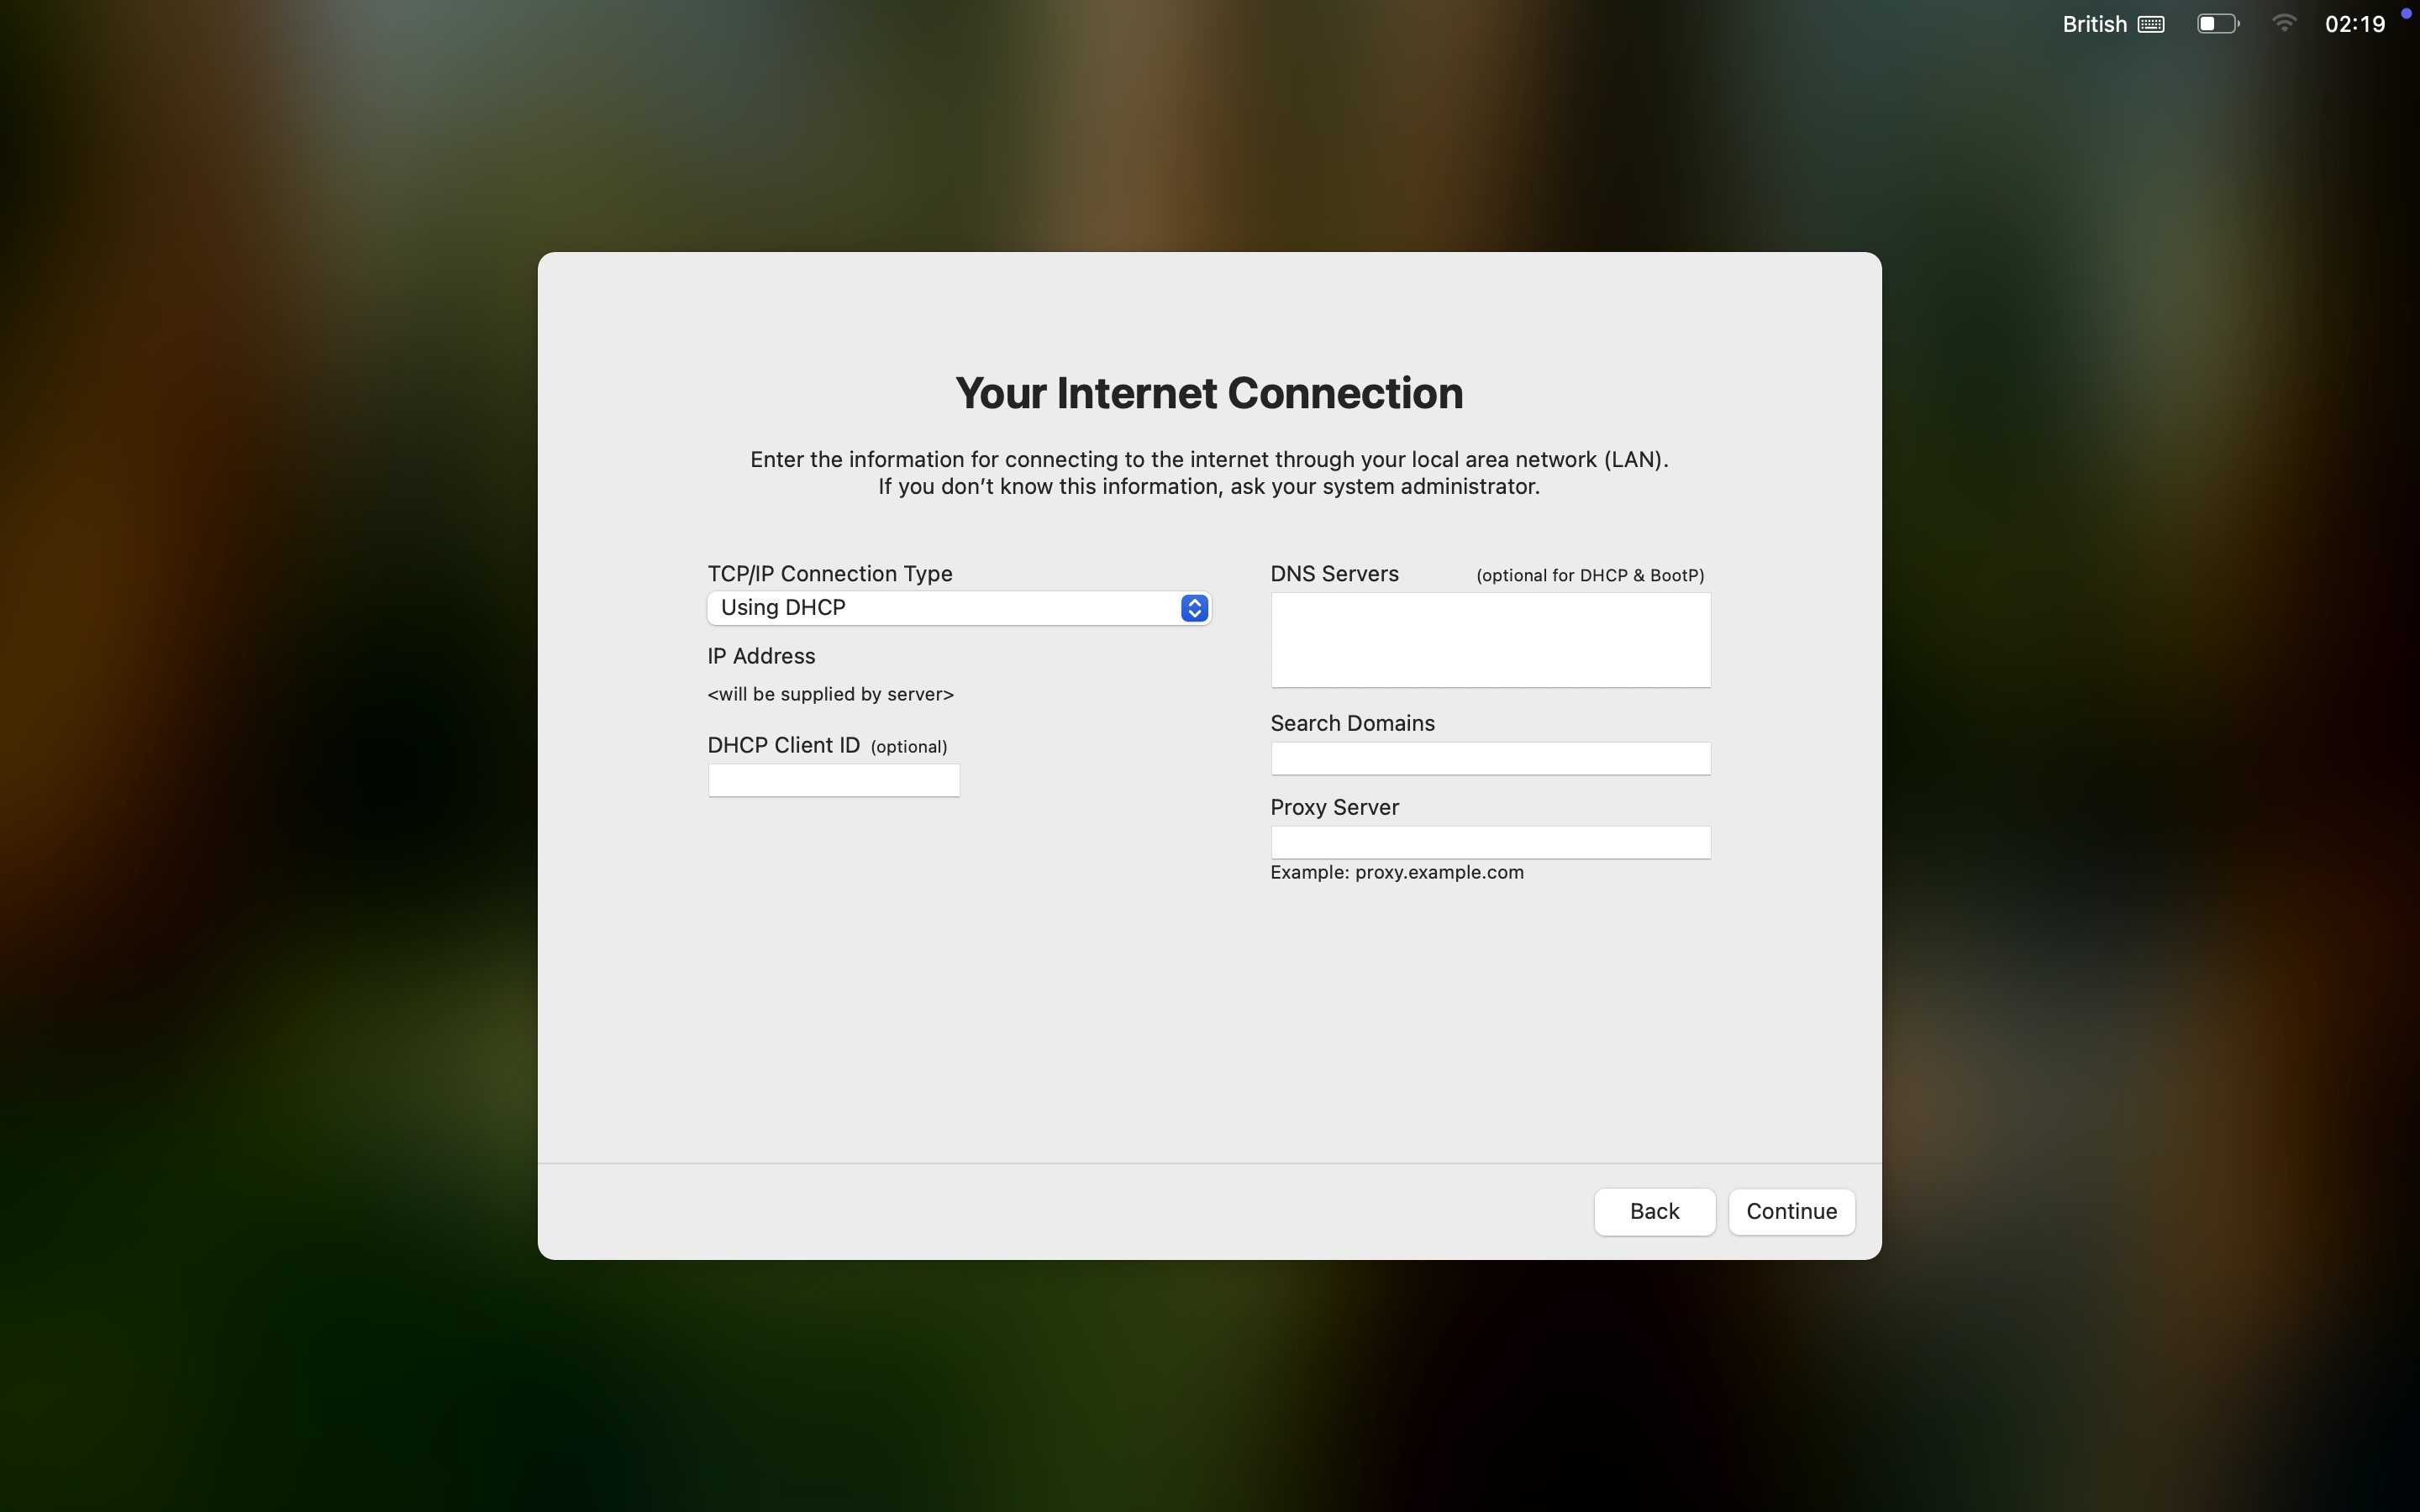 British
02:19
Your Internet Connection
Enter the information for connecting to the internet through your local area network (LAN).
If you don’t know this information, ask your system administrator.
TCP/IP Connection Type
Using DHCP
IP Address
<will be supplied by server>
DHCP Client ID (optional)
DNS Servers (optional for DHCP & BootP)
Search Domains
Proxy Server
Example: proxy.example.com
Back
Continue